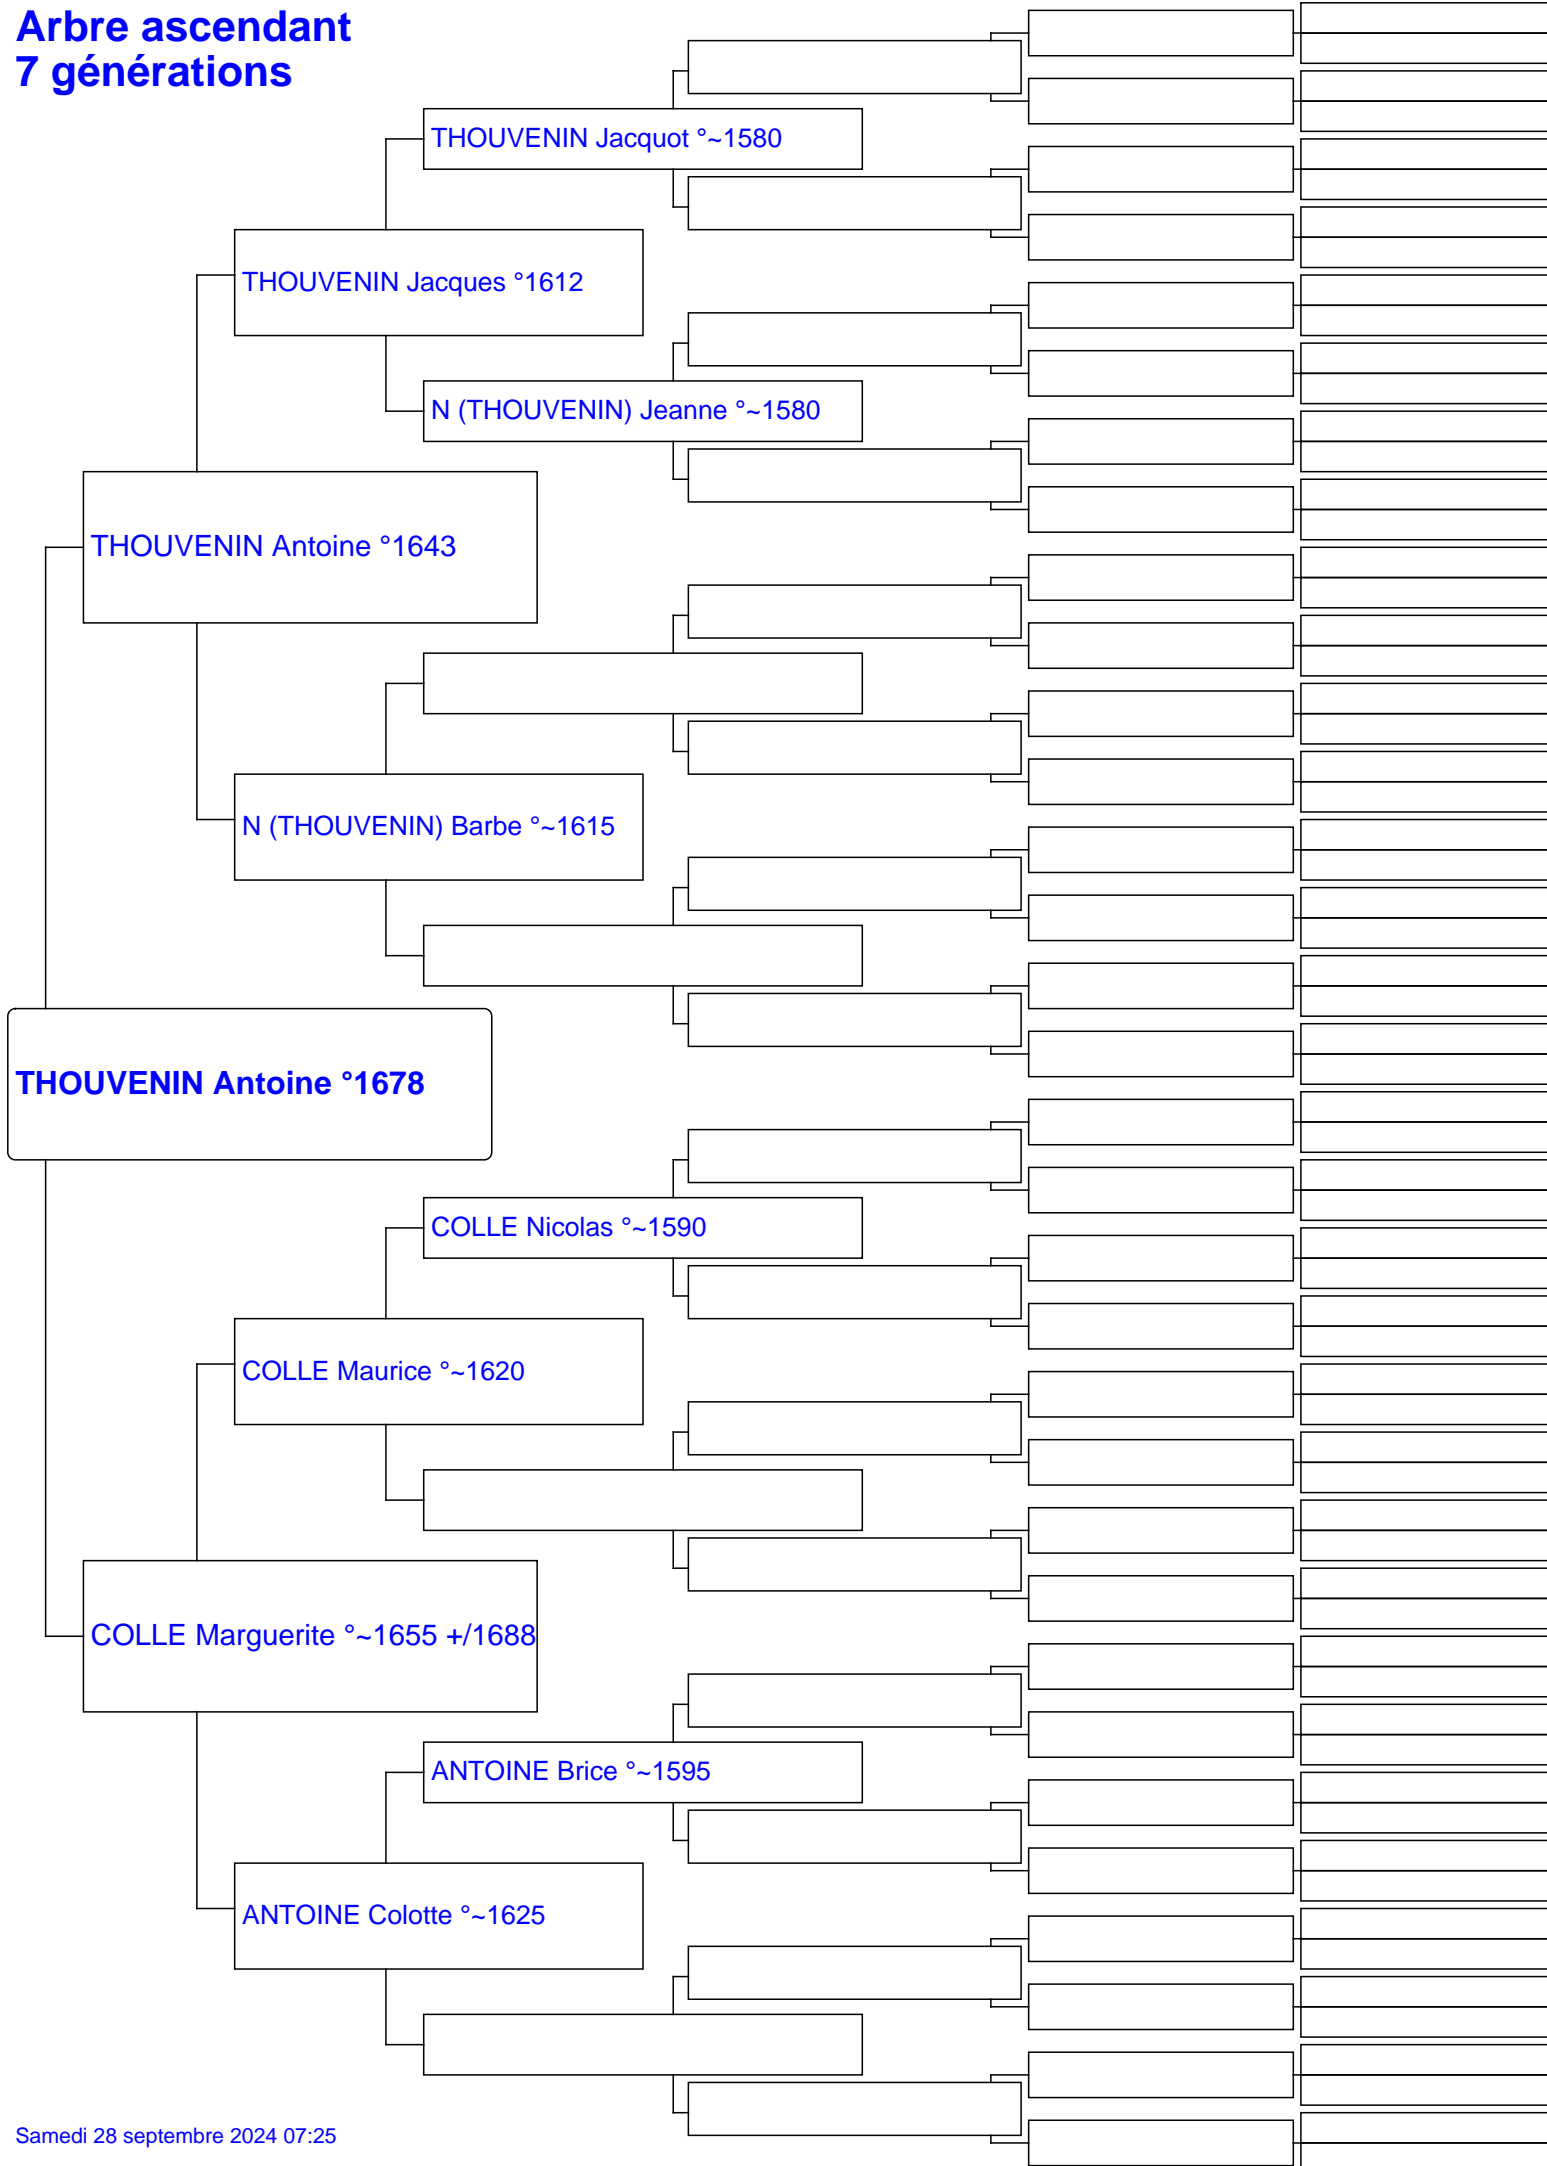 Arbre ascendant
7 générations
THOUVENIN Jacquot °~1580
THOUVENIN Jacques °1612
N (THOUVENIN) Jeanne °~1580
THOUVENIN Antoine °1643
N (THOUVENIN) Barbe °~1615
THOUVENIN Antoine °1678
COLLE Nicolas °~1590
COLLE Maurice °~1620
COLLE Marguerite °~1655 +/1688
ANTOINE Brice °~1595
ANTOINE Colotte °~1625
Samedi 28 septembre 2024 07:25